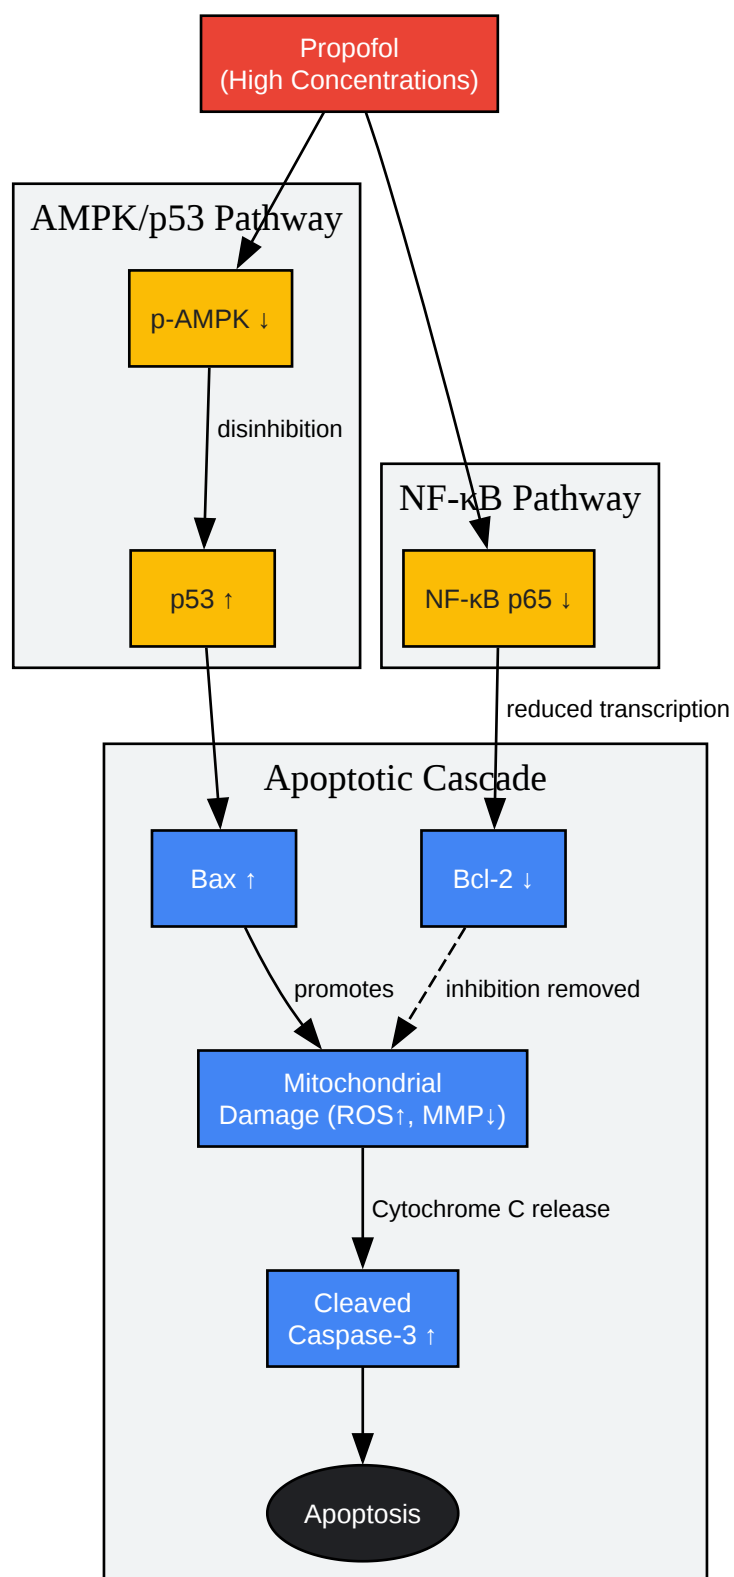 Propofol
(High Concentrations)
AMPK/p53 Pathway
p-AMPK ↓
disinhibition
NF-κB Pathway
p53 ↑
NF-κB p65 ↓
reduced transcription
Apoptotic Cascade
Bax ↑
Bcl-2 ↓
promotes
inhibition removed
Mitochondrial
Damage (ROS↑, MMP↓)
Cytochrome C release
Cleaved
Caspase-3 ↑
Apoptosis